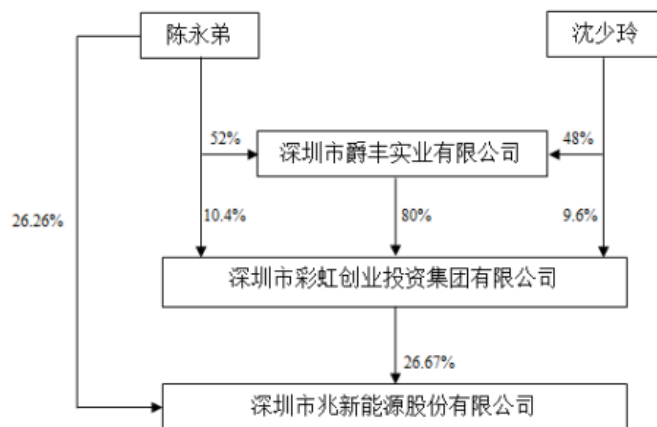 陈永弟
沈少玲
52%
深圳市爵丰实业有限公司
48%
26.26%
10.4%
80%
9.6%
深圳市彩虹创业投资集团有限公司
26.67%
深圳市兆新能源股份有限公司